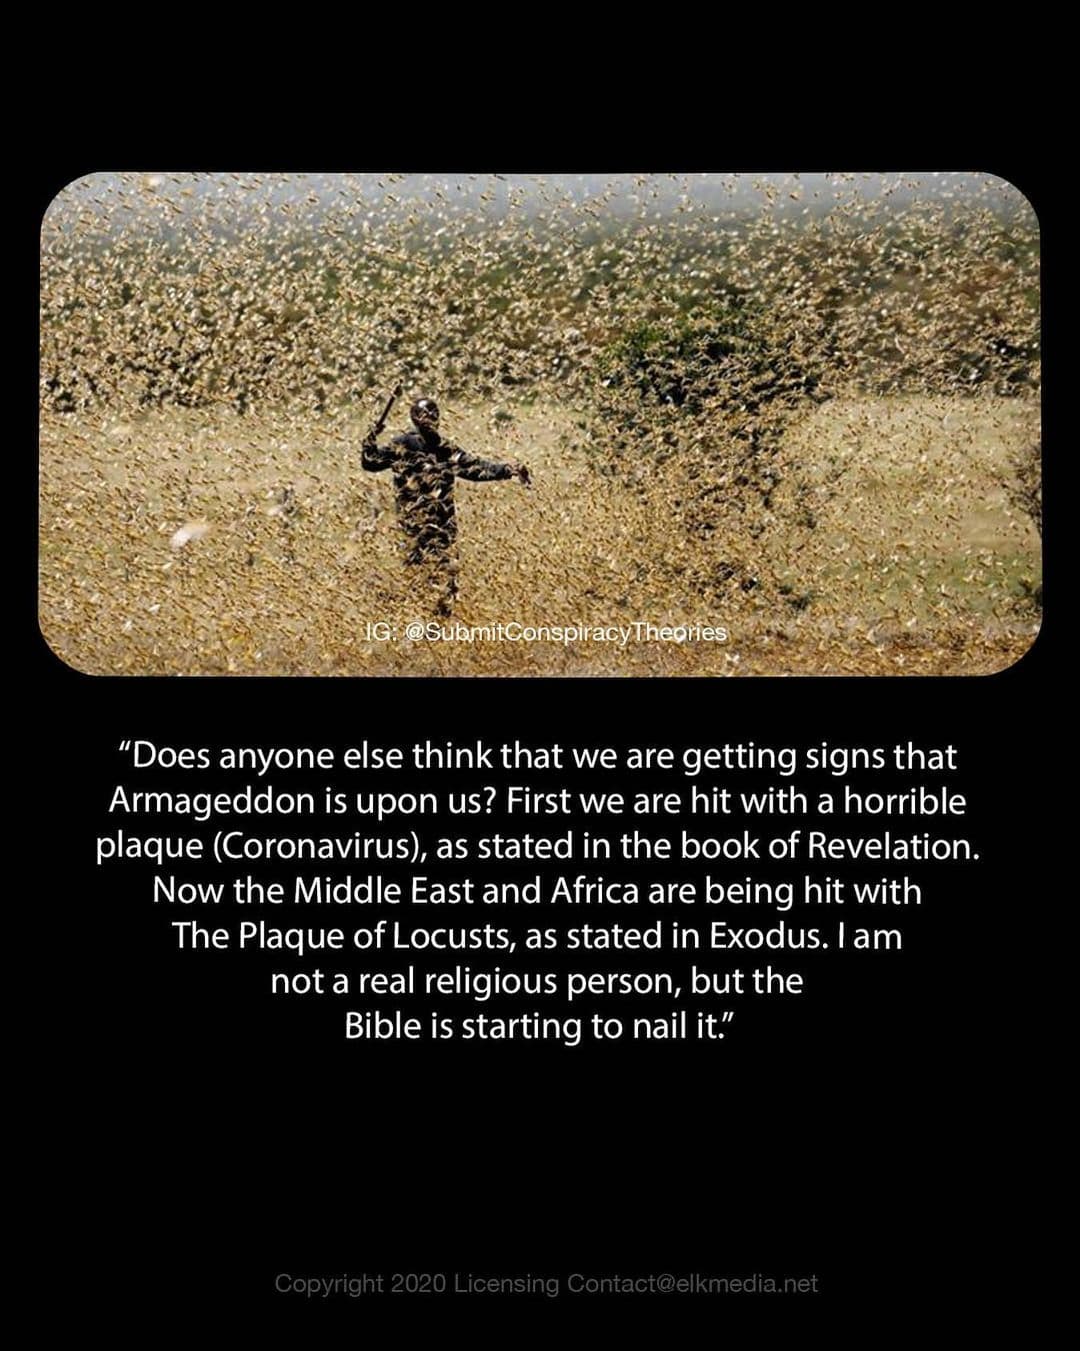 IG: @SubmitConspiracyTheories
“Does anyone else think that we are getting signs that
Armageddon is upon us? First we are hit with a horrible
plaque (Coronavirus), as stated in the book of Revelation.
Now the Middle East and Africa are being hit with
The Plaque of Locusts, as stated in Exodus. I am
not a real religious person, but the
Bible is starting to nail it.”
Copyright 2020 Licensing Contact@elkmedia.net